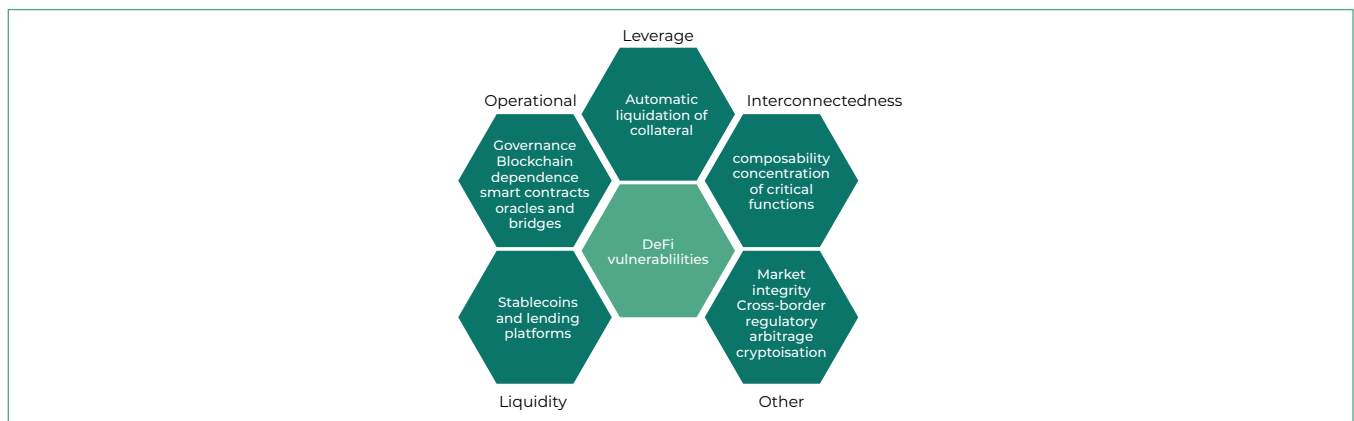 Leverage
Automatic
liquidation of
collateral
Operational
Governance
Blockchain
dependence
smart contracts
oracles and
bridges
Interconnectedness
composability
concentration
of critical
functions
DeFi
vulnerablilities
Stablecoins
and lending
platforms
Liquidity
Market
integrity
Cross-border
regulatory
arbitrage
cryptoisation
Other